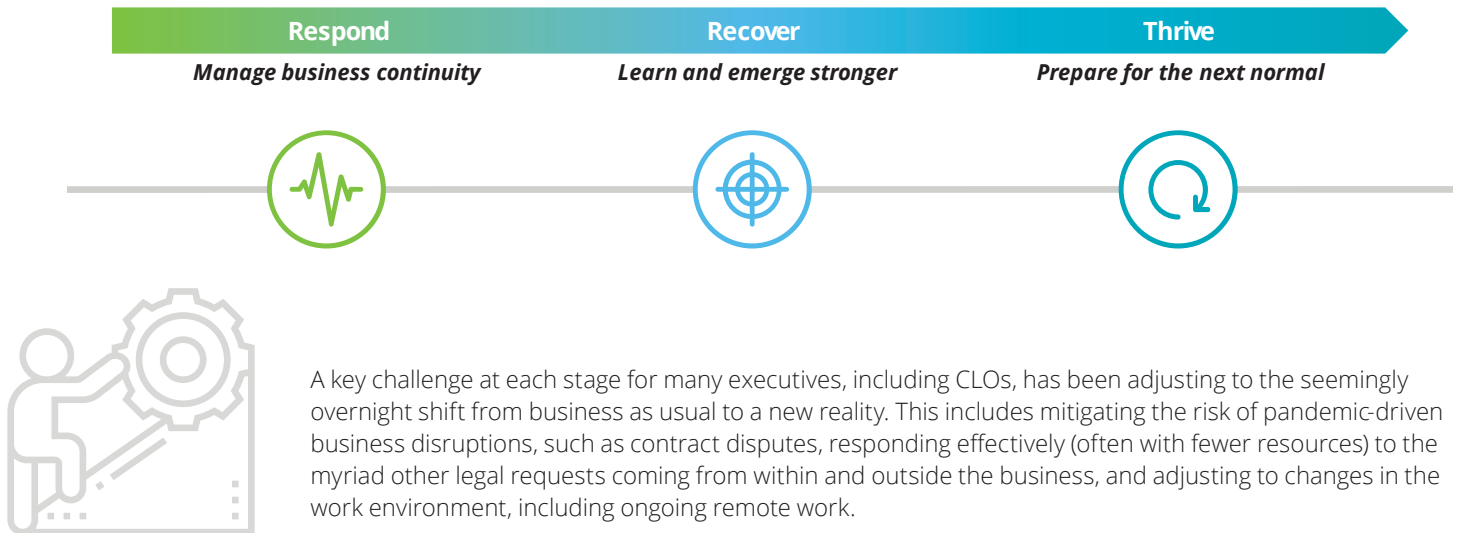 Respond
Recover
Thrive
Manage business continuity
Learn and emerge stronger
Prepare for the next normal
A key challenge at each stage for many executives, including CLOs, has been adjusting to the seemingly
overnight shift from business as usual to a new reality. This includes mitigating the risk of pandemic-driven
business disruptions, such as contract disputes, responding effectively (often with fewer resources) to the
myriad other legal requests coming from within and outside the business, and adjusting to changes in the
work environment, including ongoing remote work.